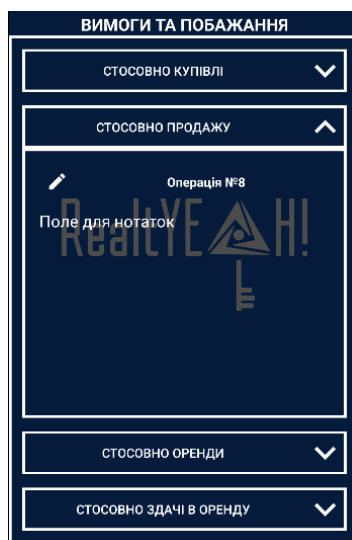 ВИМОГИ ТА ПОБАЖАННЯ
СТОСОВНО КУПІВЛІ
СТОСОВНО ПРОДАЖУ
Операція №8
Поле для нотаток
RealtYEAH!
СТОСОВНО ОРЕНДИ
СТОСОВНО ЗДАЧІ В ОРЕНДУ